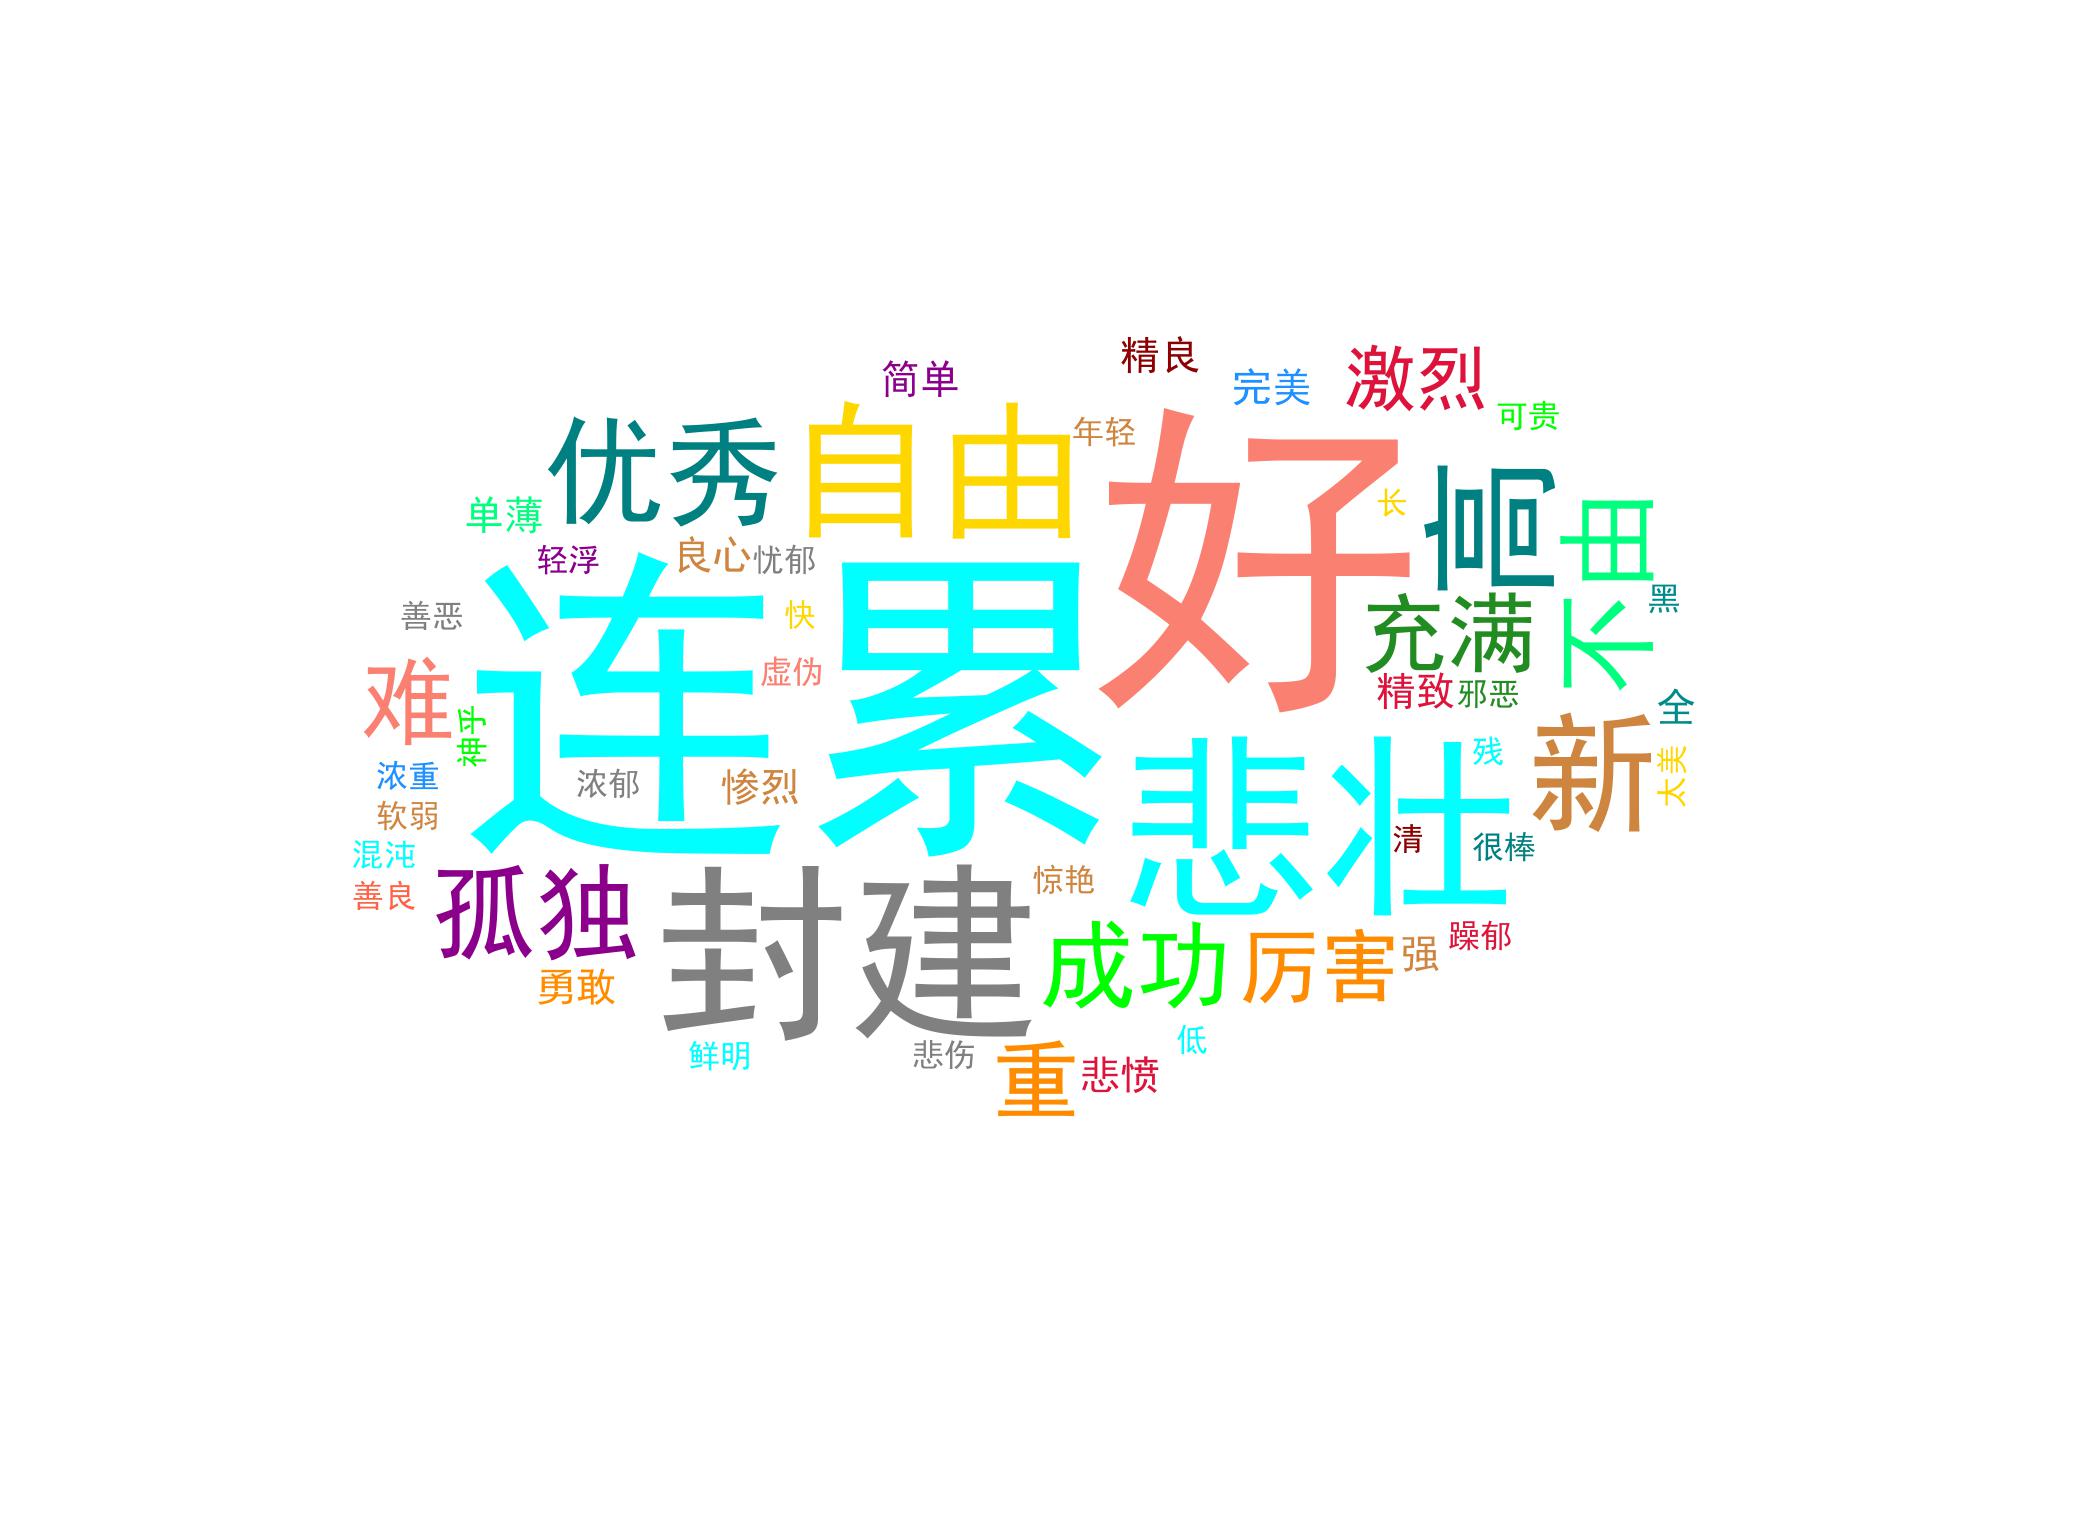 精良
简单
完美
激烈
可贵
优秀
自由
年轻
好
长
单薄
轻浮
良心
忧郁
不由
黑
善恶
快
连累
充满
虚伪
难
神乎
精致
邪恶
全
新
太美
残
浓重
浓郁
惨烈
悲壮
软弱
清
很棒
混沌
善良
孤独
封建
惊艳
成功
厉害
强
躁郁
勇敢
鲜明
悲伤
重
悲愤
低